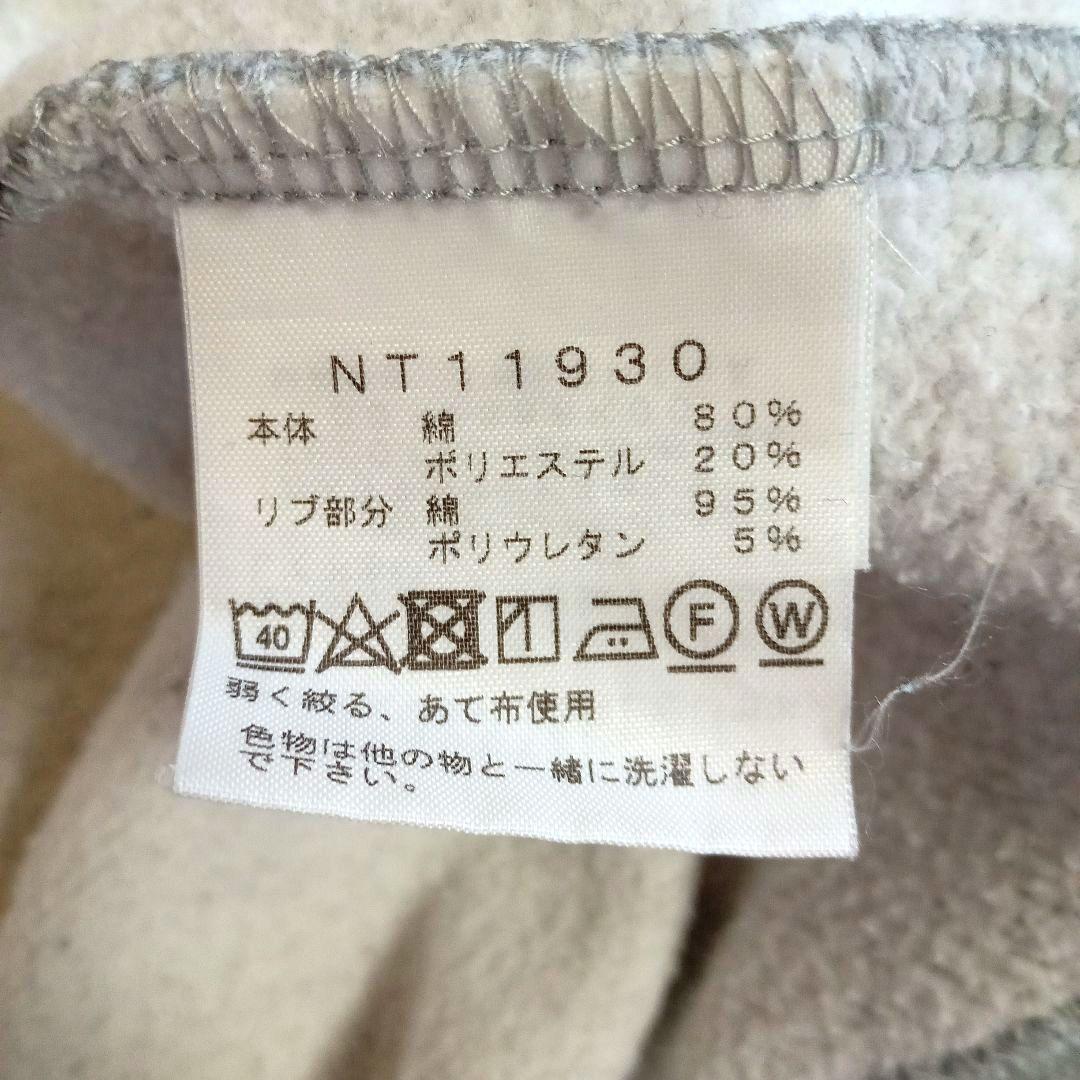 NT11930
本体 綿 80%
ポリエステル 20%
リブ部分 綿 95%
ポリウレタン 5%
40 F W
弱く絞る、あて布使用
色物は他の物と一緒に洗濯しない
で下さい。